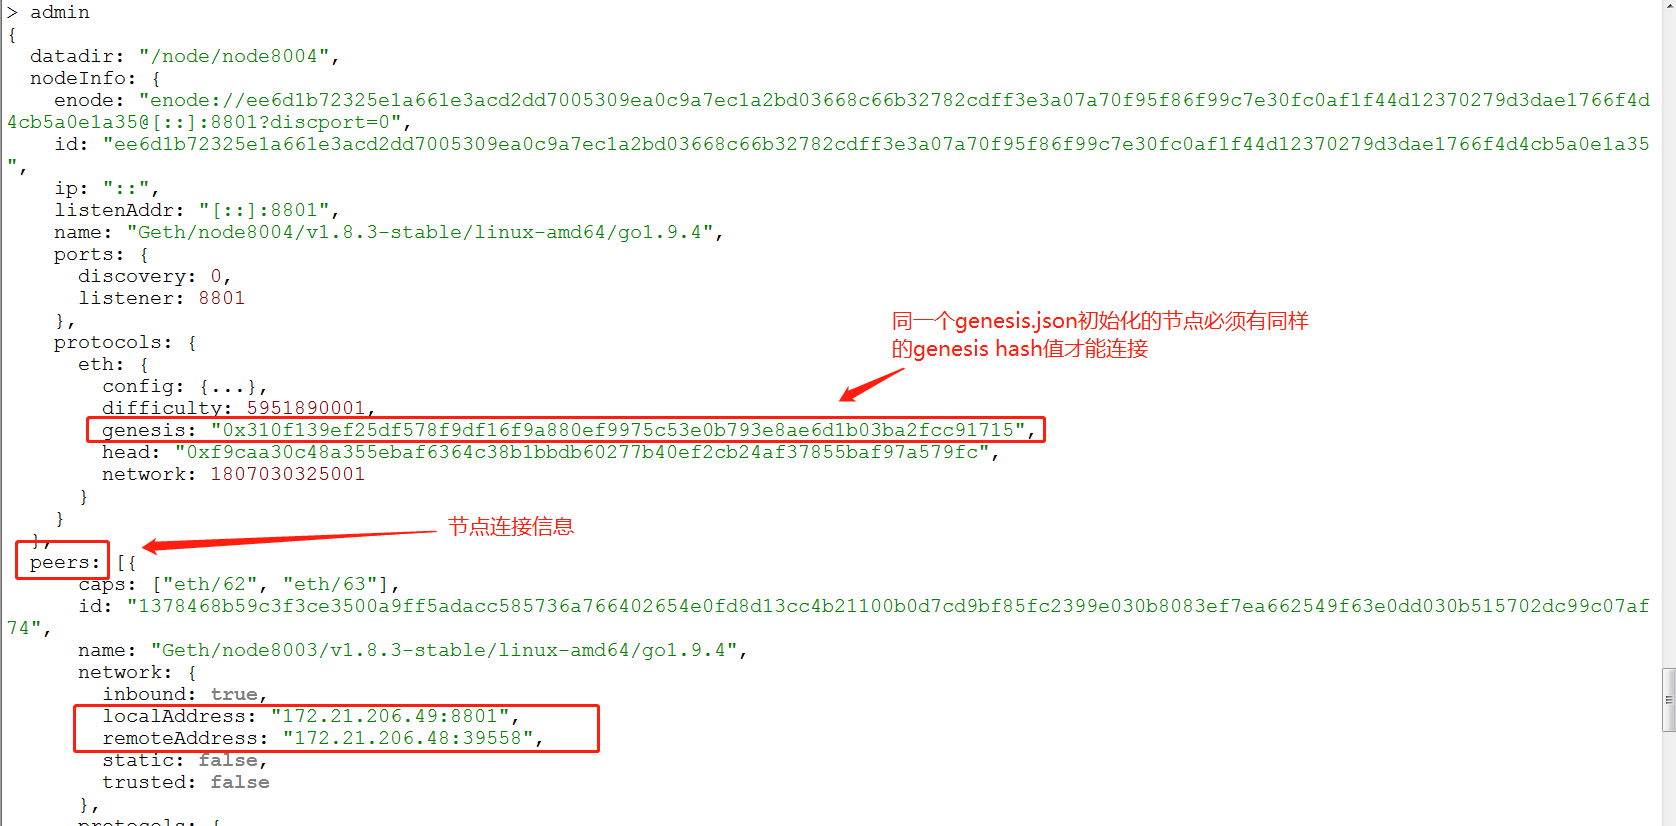 > admin
{
datadir: "/node/node8004",
nodeInfo: {
enode: "enode://ee6d1b72325e1a661e3acd2dd7005309ea0c9a7ec1a2bd03668c66b32782cdff3e3a07a70f95f86f99c7e30fc0af1f44d12370279d3dae1766f4d
4cb5a0e1a35@[::]:8801?discport=0",
id: "ee6d1b72325e1a661e3acd2dd7005309ea0c9a7ec1a2bd03668c66b32782cdff3e3a07a70f95f86f99c7e30fc0af1f44d12370279d3dae1766f4d4cb5a0e1a35
",
ip: "::",
listenAddr: "[::]:8801",
name: "Geth/node8004/v1.8.3-stable/linux-amd64/go1.9.4",
ports: {
discovery: 0,
listener: 8801
},
同一个genesis.json初始化的节点必须有同样
的genesis hash值才能连接
protocols: {
eth: {
config: {...},
difficulty: 5951890001,
genesis: "0x310f139ef25df578f9df16f9a880ef9975c53e0b793e8ae6d1b03ba2fcc91715",
head: "0xf9caa30c48a355ebaf6364c38b1bbdb60277b40ef2cb24af37855baf97a579fc",
network: 1807030325001
}
}
},
节点连接信息
peers: [{
caps: ["eth/62", "eth/63"],
id: "1378468b59c3f3ce3500a9ff5adacc585736a766402654e0fd8d13cc4b21100b0d7cd9bf85fc2399e030b8083ef7ea662549f63e0dd030b515702dc99c07af
74",
name: "Geth/node8003/v1.8.3-stable/linux-amd64/go1.9.4",
network: {
inbound: true,
localAddress: "172.21.206.49:8801",
remoteAddress: "172.21.206.48:39558",
static: false,
trusted: false
},
protocols: {